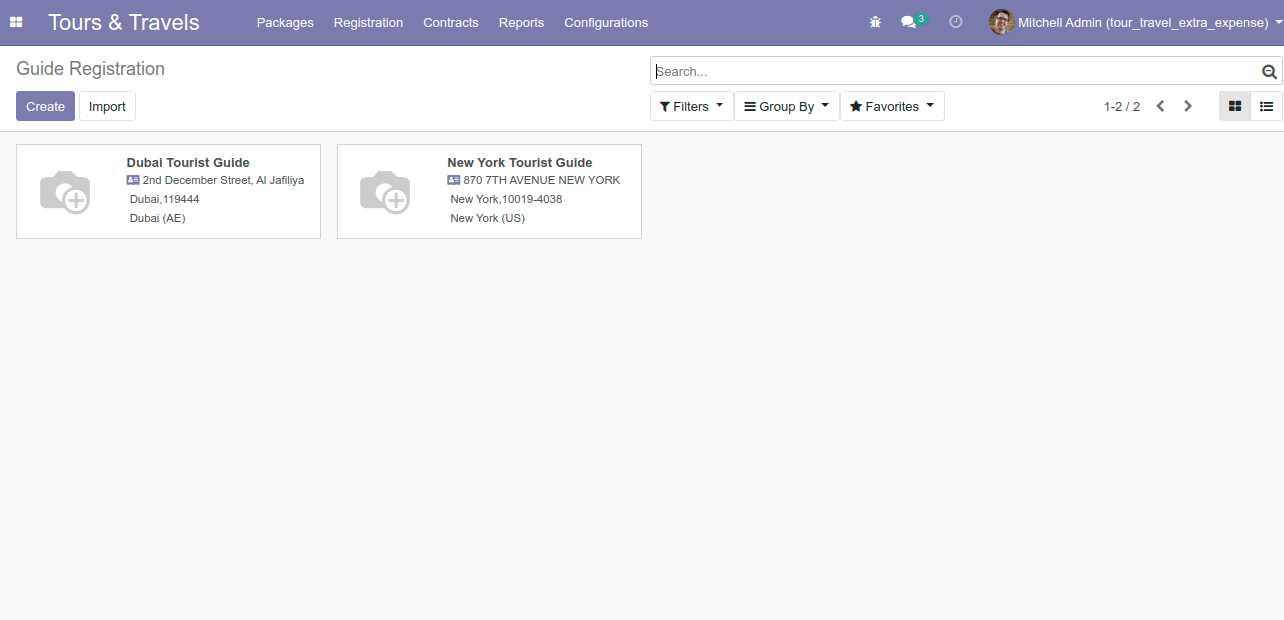 Tours & Travels Packages Registration Contracts Reports Configurations 3 Mitchell Admin (tour_travel_extra_expense)
Guide Registration
Search...
Create Import Filters Group By Favorites 1-2 / 2
Dubai Tourist Guide
2nd December Street, Al Jafiliya
Dubai,119444
Dubai (AE)
New York Tourist Guide
870 7TH AVENUE NEW YORK
New York,10019-4038
New York (US)